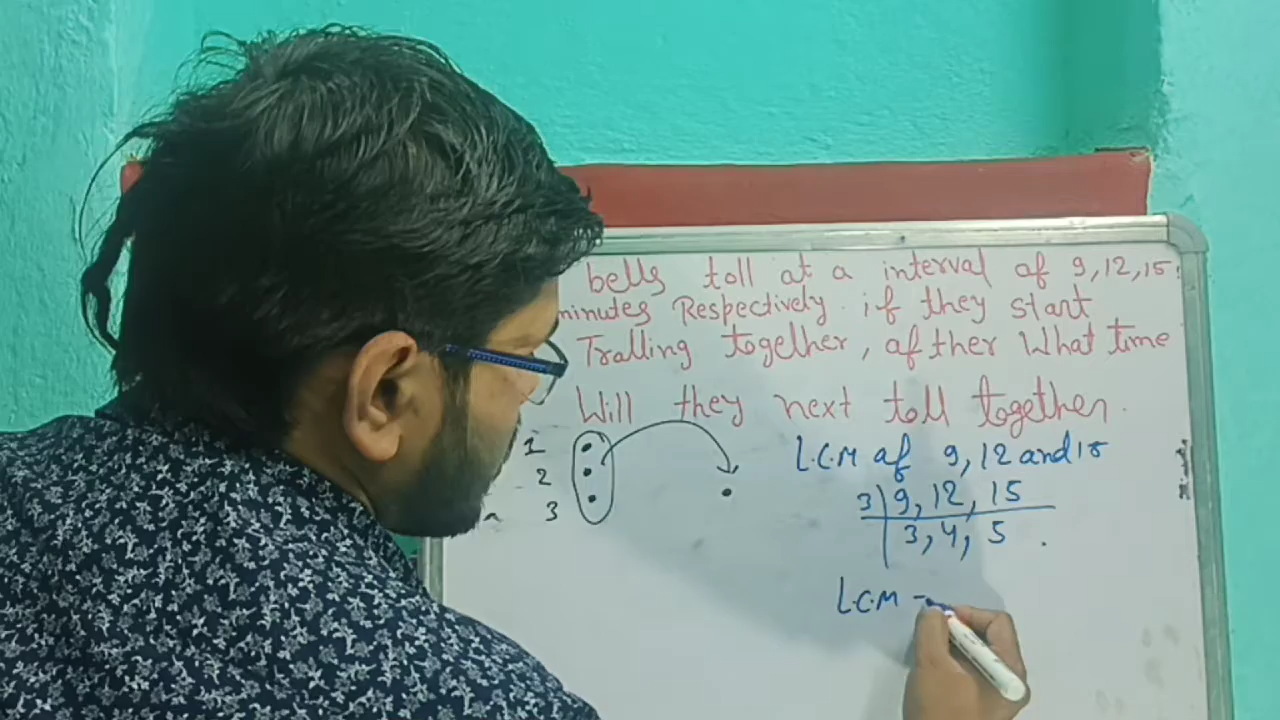 bells toll at a interval of 9, 12, 15
minutes Respectively. if they start
Tralling together, afther What time
Will they next toll together.
1
2
3
L.C.M of 9, 12 and 15
3 9, 12, 15
3, 4, 5
L.C.M =